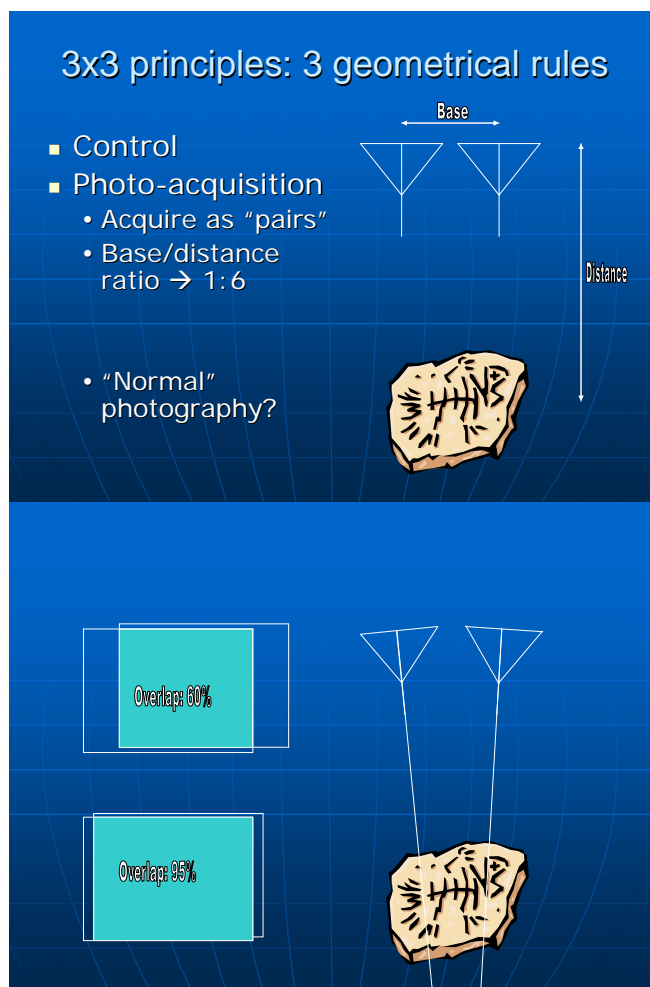 3x3 principles: 3 geometrical rules
Base
Control
Photo-acquisition
• Acquire as “pairs”
• Base/distance
ratio → 1:6
Distance
• “Normal”
photography?
Overlap: 60%
Overlap: 95%